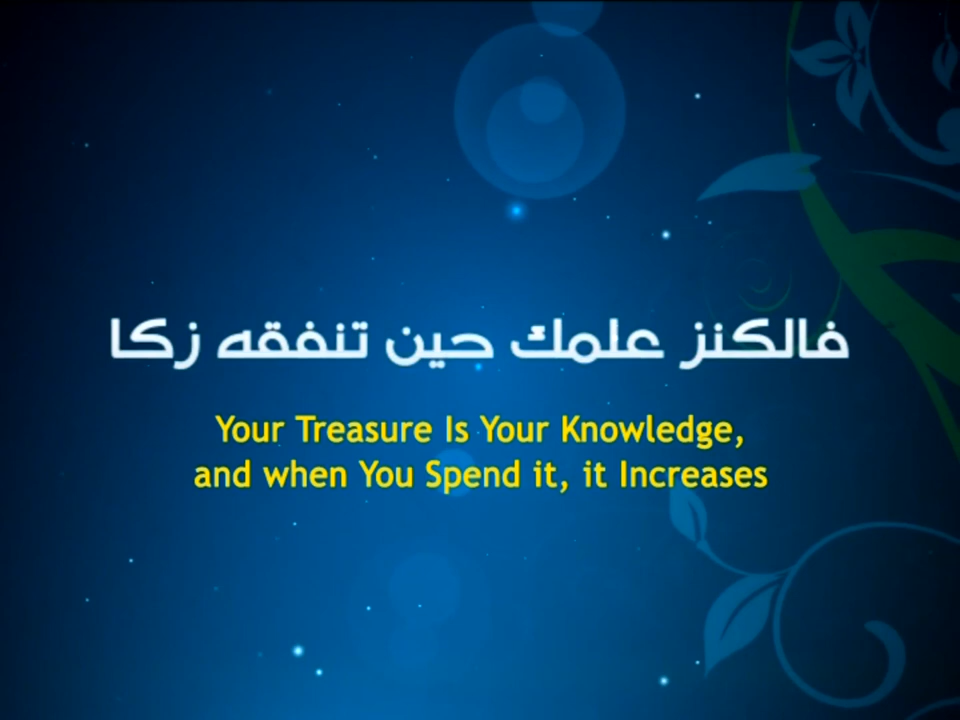 فالكنز علمك حين تنفقه زكا
Your Treasure Is Your Knowledge,
and when You Spend it, it Increases